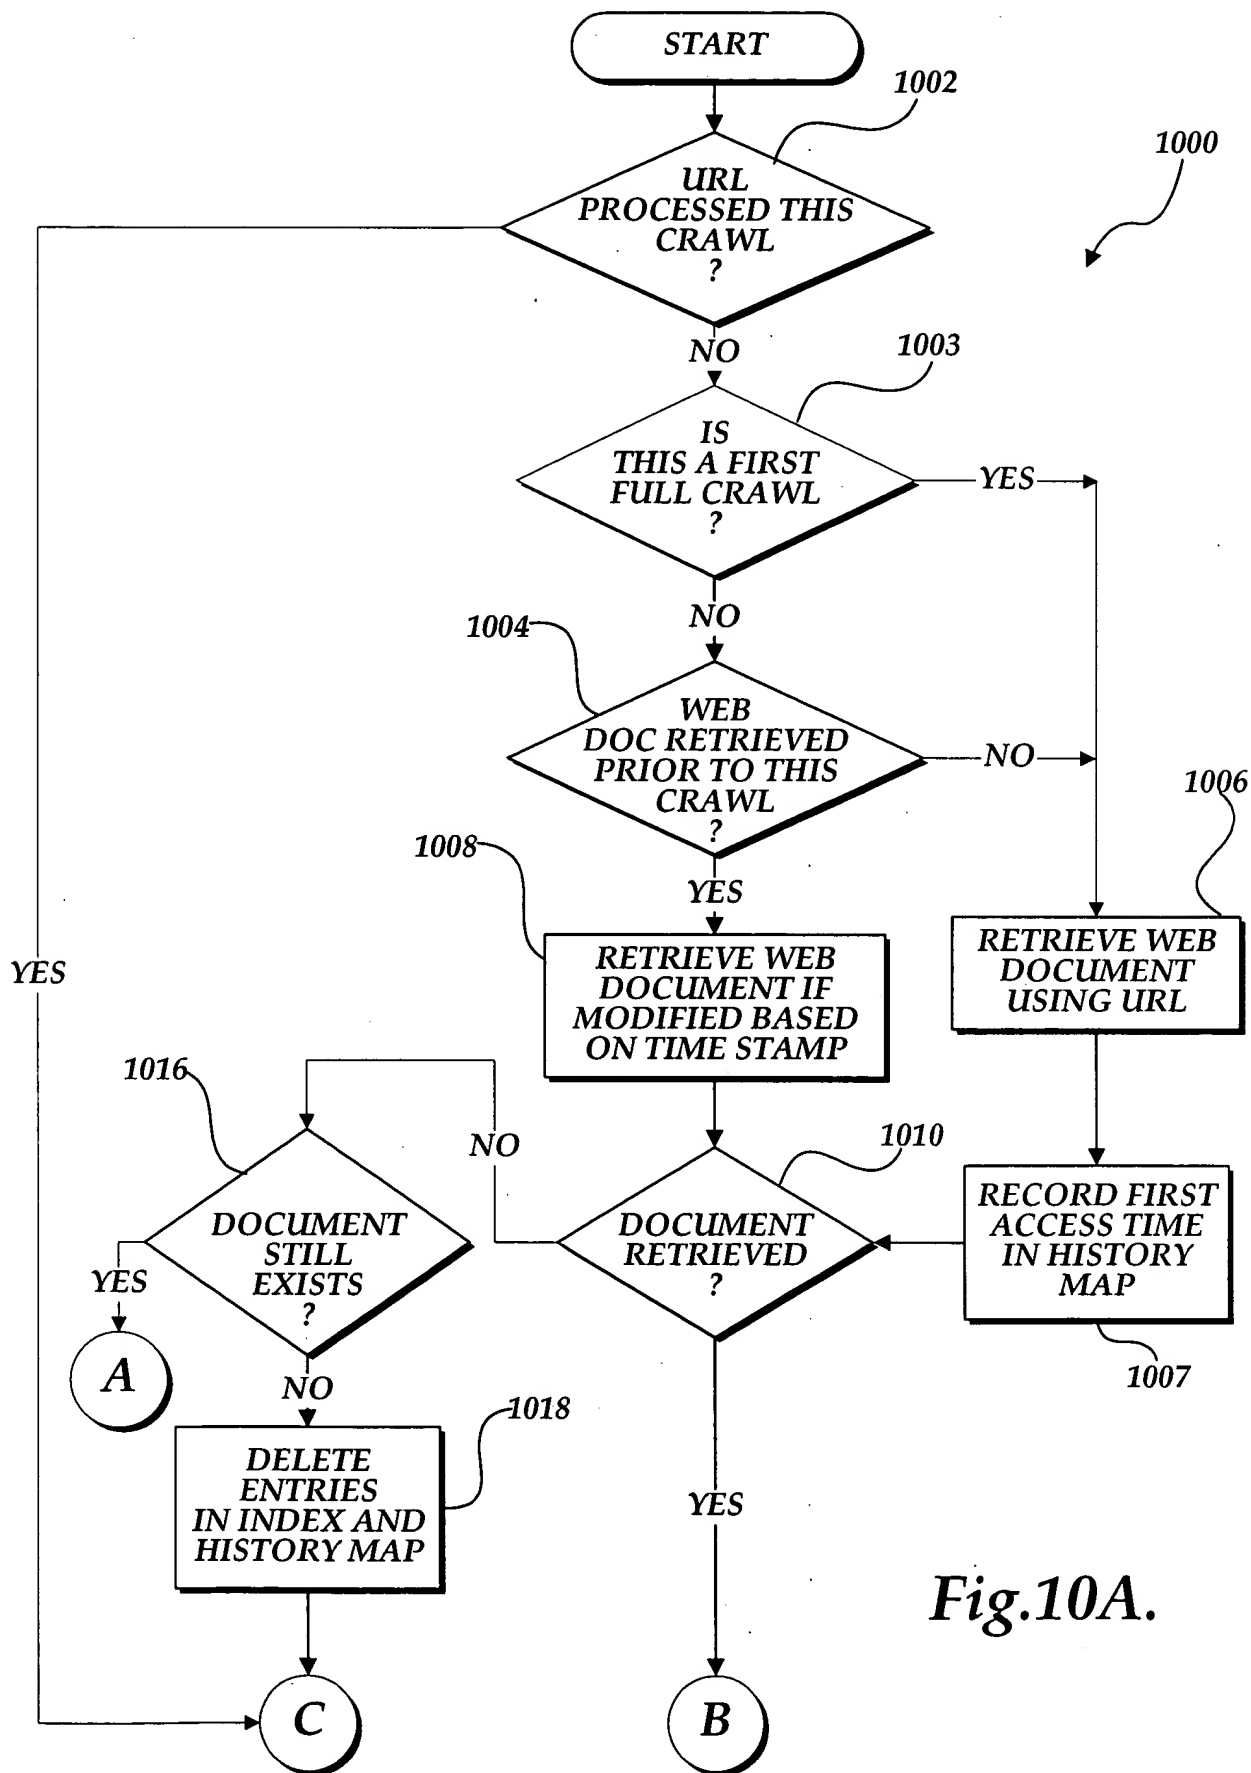 START
1002
1000
URL
PROCESSED THIS
CRAWL
?
NO
1003
IS
THIS A FIRST
FULL CRAWL
?
YES
NO
1004
WEB
DOC RETRIEVED
PRIOR TO THIS
CRAWL
?
NO
1006
1008
YES
RETRIEVE WEB
DOCUMENT IF
MODIFIED BASED
ON TIME STAMP
RETRIEVE WEB
DOCUMENT
USING URL
YES
1016
NO
1010
DOCUMENT
STILL
EXISTS
?
DOCUMENT
RETRIEVED
?
RECORD FIRST
ACCESS TIME
IN HISTORY
MAP
1007
YES
A
NO
1018
DELETE
ENTRIES
IN INDEX AND
HISTORY MAP
YES
Fig.10A.
C
B